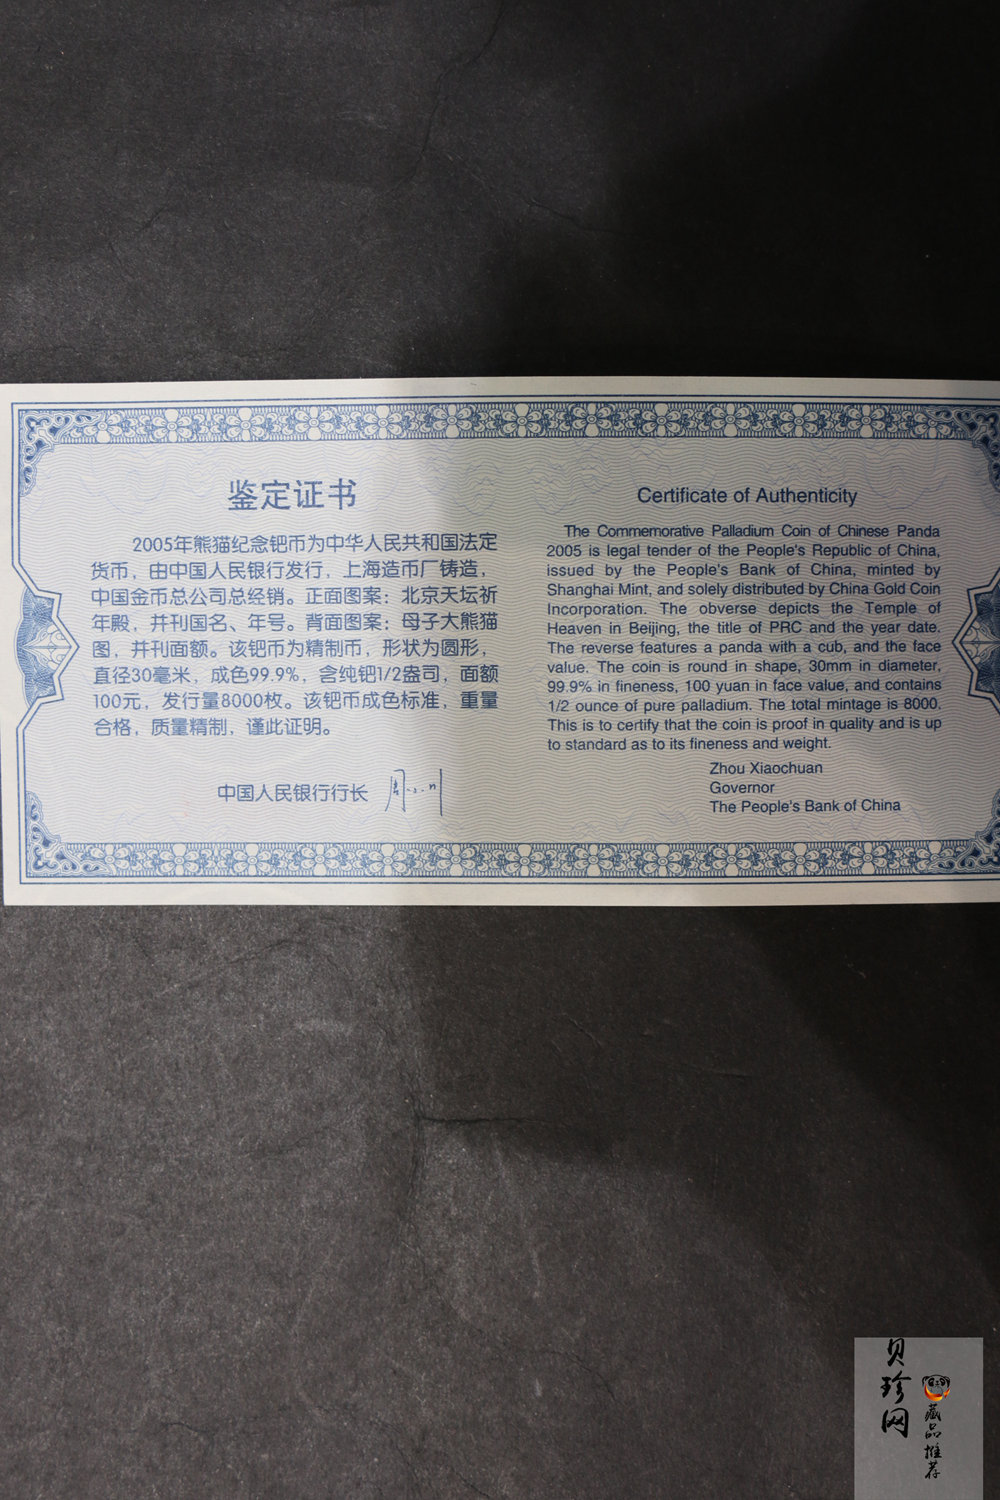 鉴定证书
2005年熊猫纪念钯币为中华人民共和国法定
货币，由中国人民银行发行，上海造币厂铸造，
中国金币总公司总经销。正面图案：北京天坛祈
年殿，并刊国名、年号。背面图案：母子大熊猫
图，并刊面额。该钯币为精制币，形状为圆形，
直径30毫米，成色99.9%，含纯钯1/2盎司，面额
100元，发行量8000枚。该钯币成色标准，重量
合格，质量精制，谨此证明。
中国人民银行行长 周小川
Certificate of Authenticity
The Commemorative Palladium Coin of Chinese Panda
2005 is legal tender of the People's Republic of China,
issued by the People's Bank of China, minted by
Shanghai Mint, and solely distributed by China Gold Coin
Incorporation. The obverse depicts the Temple of
Heaven in Beijing, the title of PRC and the year date.
The reverse features a panda with a cub, and the face
value. The coin is round in shape, 30mm in diameter,
99.9% in fineness, 100 yuan in face value, and contains
1/2 ounce of pure palladium. The total mintage is 8000.
This is to certify that the coin is proof in quality and is up
to standard as to its fineness and weight.
Zhou Xiaochuan
Governor
The People's Bank of China
贝珍网
藏品推荐